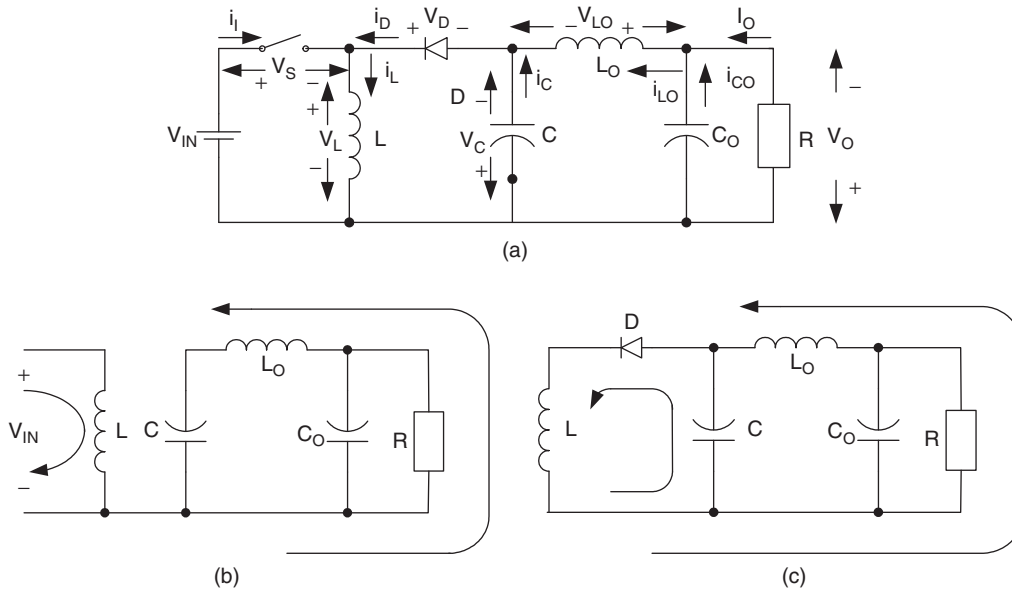 i_I i_D V_D V_LO I_O
+ − − +
V_S L_O
+ − i_L i_C i_LO i_CO −
+ D −
V_IN V_L L V_C C C_O R V_O
− + +
(a)
D
L_O L_O
+
V_IN L C C_O R L C C_O R
−
(b) (c)